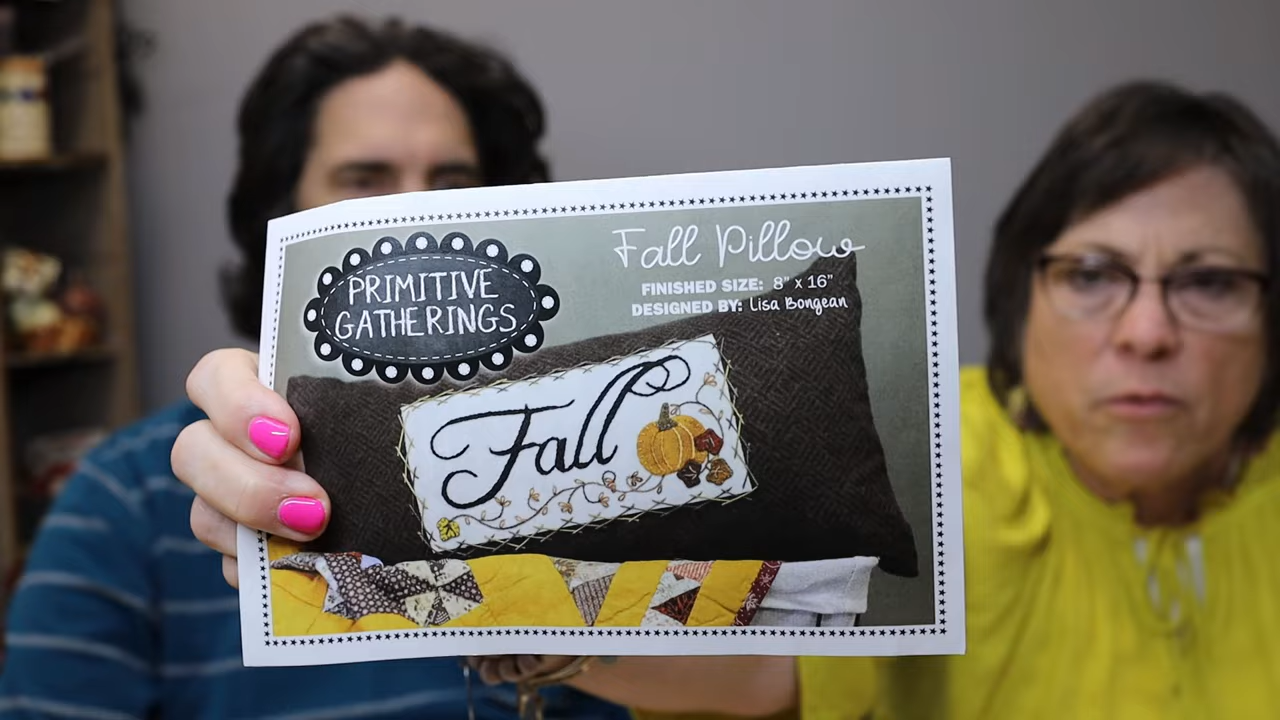 PRIMITIVE
GATHERINGS
Fall Pillow
FINISHED SIZE: 8" x 16"
DESIGNED BY: Lisa Bongean
Fall